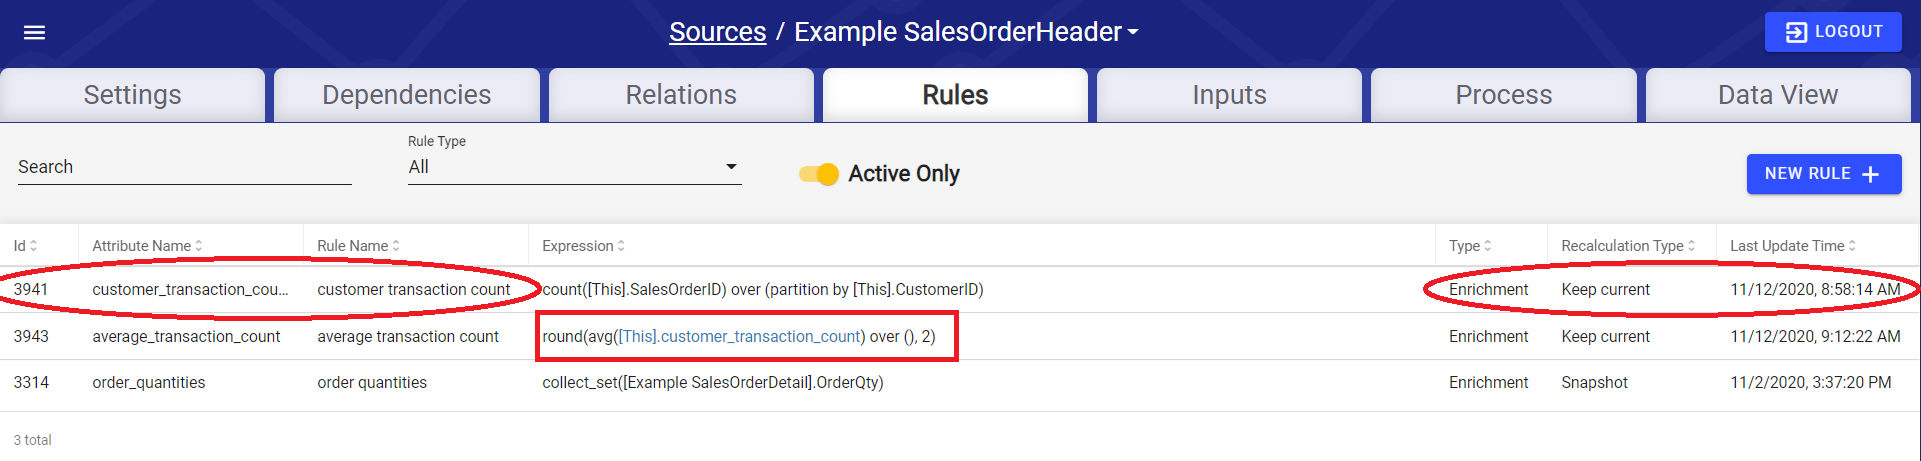 Sources / Example SalesOrderHeader
LOGOUT
Settings Dependencies Relations Rules Inputs Process Data View
Rule Type
Search All Active Only NEW RULE
Id Attribute Name Rule Name Expression Type Recalculation Type Last Update Time
3941 customer_transaction_cou... customer transaction count count([This].SalesOrderID) over (partition by [This].CustomerID) Enrichment Keep current 11/12/2020, 8:58:14 AM
3943 average_transaction_count average transaction count round(avg([This].customer_transaction_count) over (), 2) Enrichment Keep current 11/12/2020, 9:12:22 AM
3314 order_quantities order quantities collect_set([Example SalesOrderDetail].OrderQty) Enrichment Snapshot 11/2/2020, 3:37:20 PM
3 total